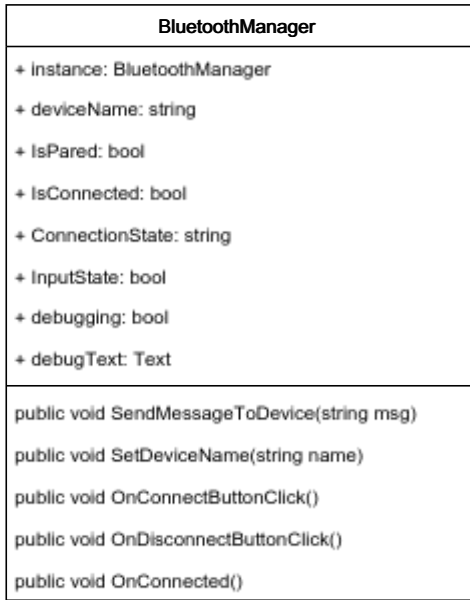 BluetoothManager
+ instance: BluetoothManager
+ deviceName: string
+ IsPared: bool
+ IsConnected: bool
+ ConnectionState: string
+ InputState: bool
+ debugging: bool
+ debugText: Text
public void SendMessageToDevice(string msg)
public void SetDeviceName(string name)
public void OnConnectButtonClick()
public void OnDisconnectButtonClick()
public void OnConnected()